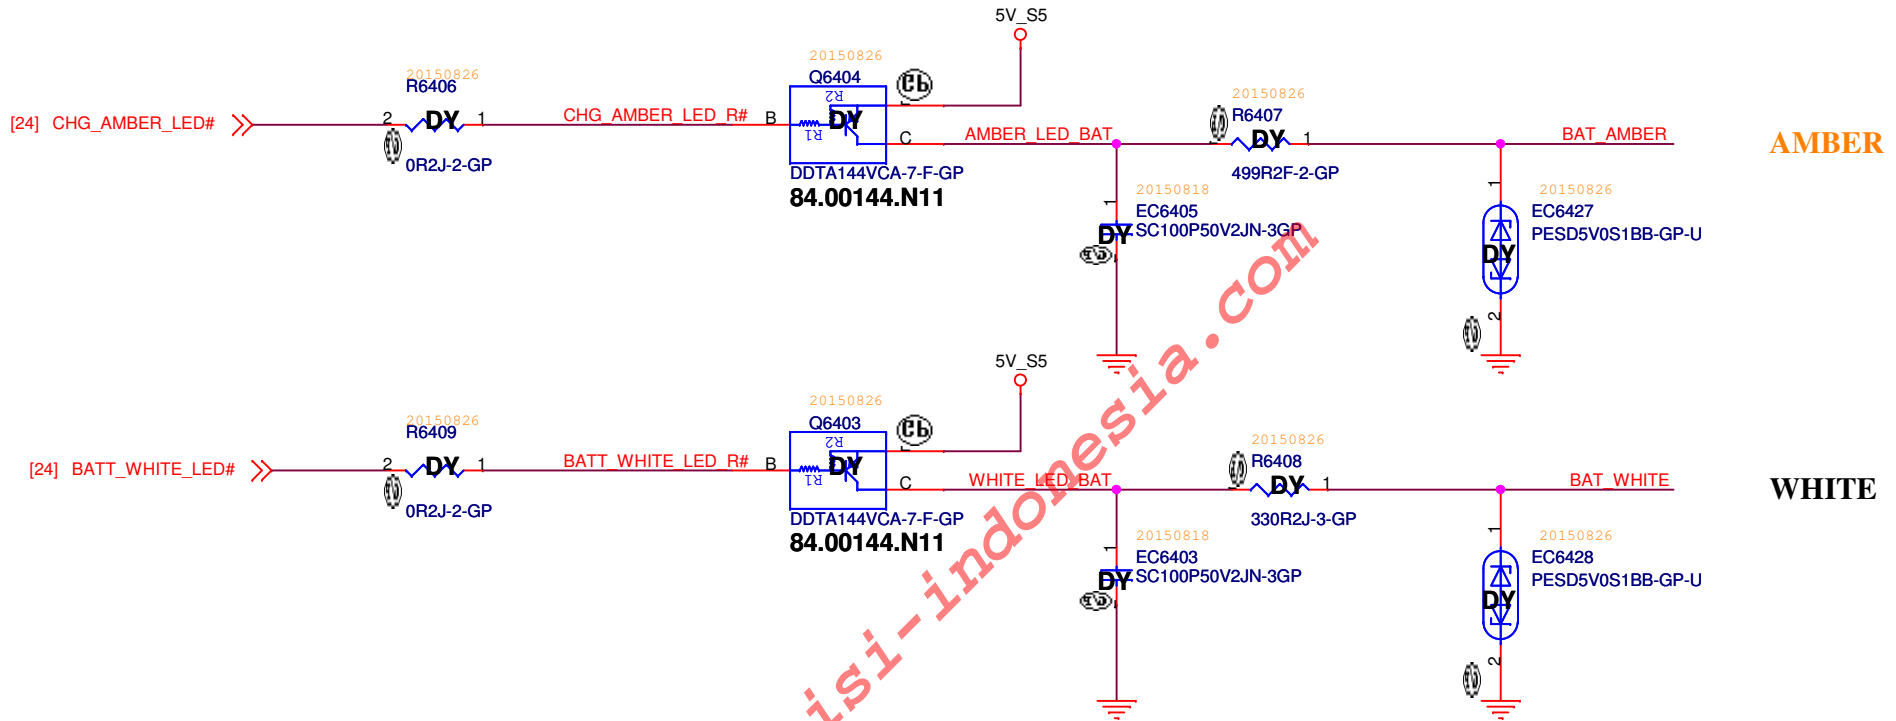 5V_S5
20150826
R6406
[24] CHG_AMBER_LED#
2
DY
1
0R2J-2-GP
CHG_AMBER_LED_R#
20150826
Q6404
B
R2
R1
DY
C
DDTA144VCA-7-F-GP
84.00144.N11
AMBER_LED_BAT
20150826
R6407
DY
1
499R2F-2-GP
BAT_AMBER
AMBER
20150818
1
EC6405
DY
SC100P50V2JN-3GP
20150826
1
EC6427
PESD5V0S1BB-GP-U
DY
2
5V_S5
20150826
R6409
[24] BATT_WHITE_LED#
2
DY
1
0R2J-2-GP
BATT_WHITE_LED_R#
20150826
Q6403
B
R2
R1
DY
C
DDTA144VCA-7-F-GP
84.00144.N11
WHITE_LED_BAT
20150826
R6408
DY
1
330R2J-3-GP
BAT_WHITE
WHITE
20150818
1
EC6403
DY
SC100P50V2JN-3GP
20150826
1
EC6428
PESD5V0S1BB-GP-U
DY
2
isi-indonesia.com